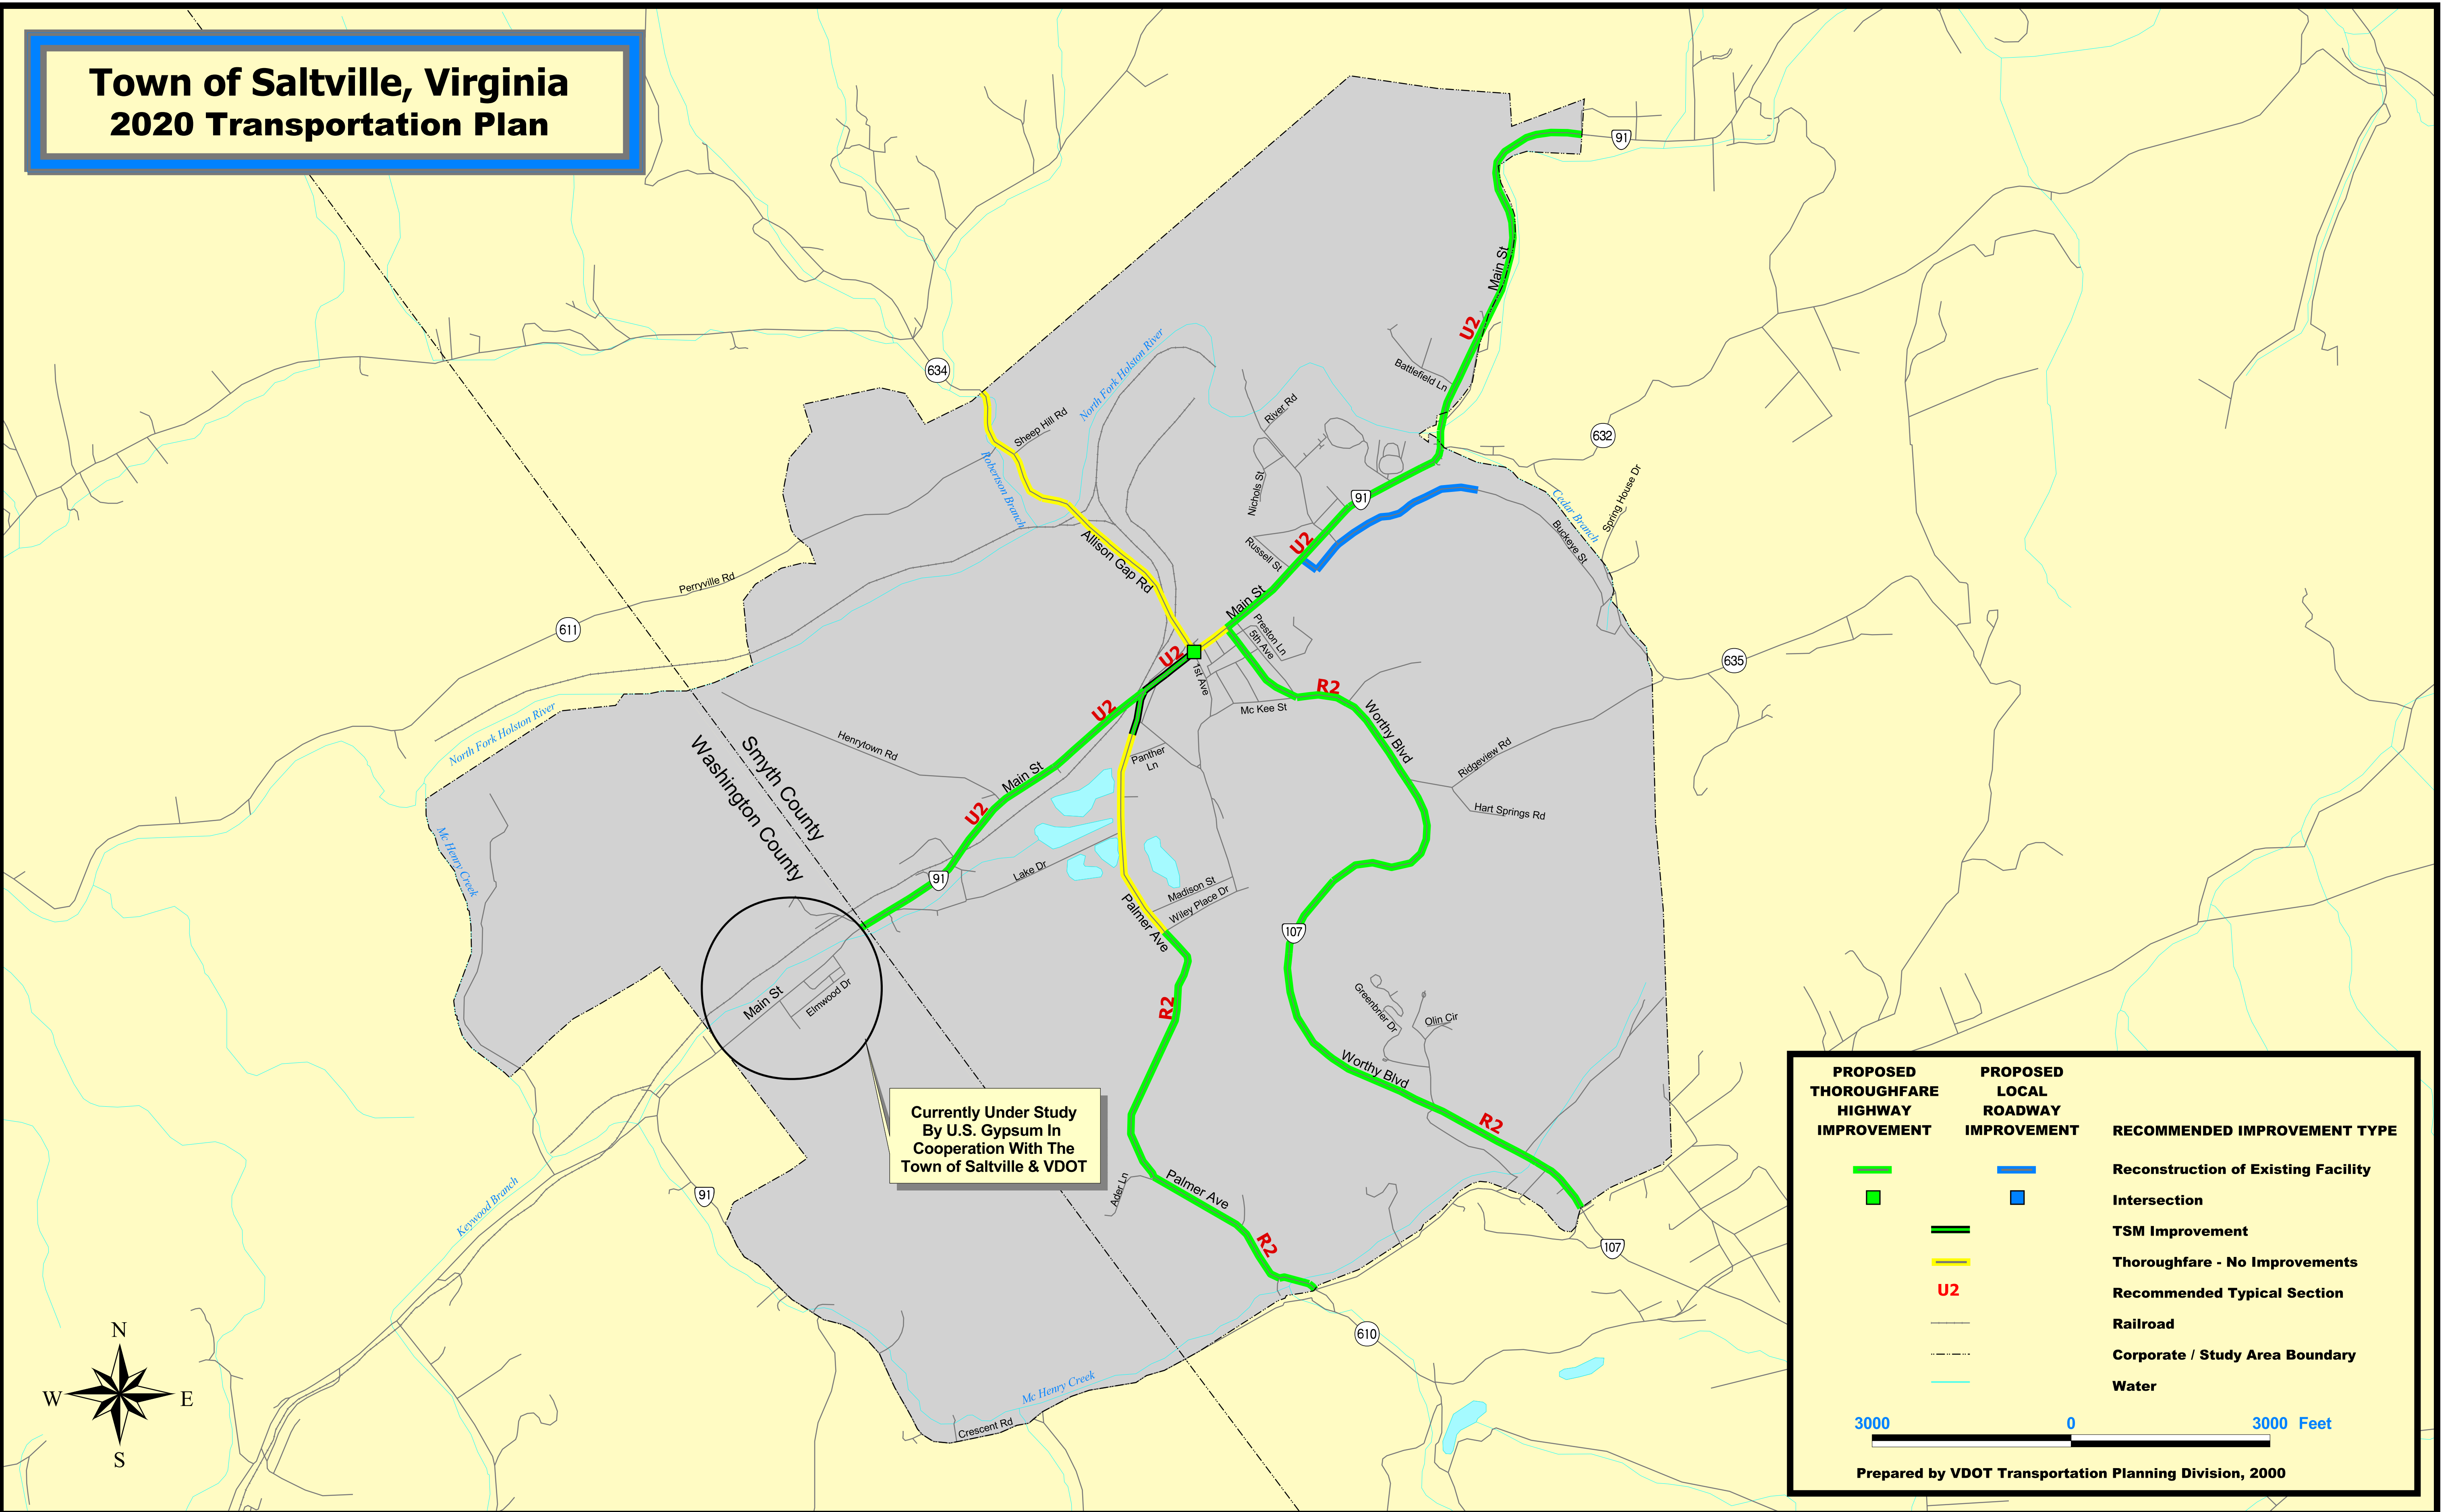 Town of Saltville, Virginia
2020 Transportation Plan
91
Main St
U2
634
Battlefield Ln
North Fork Holston River
Sheep Hill Rd
River Rd
632
Robertson Branch
Nichols St
91
Spring House Dr
Cedar Branch
Buckeye St
Allison Gap Rd
Russell St
U2
Perryville Rd
Main St
611
Preston Ln
5th Ave
U2
1st Ave
635
R2
Mc Kee St
U2
North Fork Holston River
Henrytown Rd
Worthy Blvd
Smyth County
Washington County
Panther
Ln
Ridgeview Rd
Main St
U2
Hart Springs Rd
Mc Henry Creek
Lake Dr
91
Madison St
Wiley Place Dr
Palmer Ave
107
Main St
Elmwood Dr
R2
Greenbrier Dr
Olin Cir
Worthy Blvd
R2
Currently Under Study
By U.S. Gypsum In
Cooperation With The
Town of Saltville & VDOT
Ader Ln
Palmer Ave
91
Keywood Branch
R2
107
610
Mc Henry Creek
Crescent Rd
N
W
E
S
PROPOSED
THOROUGHFARE
HIGHWAY
IMPROVEMENT
PROPOSED
LOCAL
ROADWAY
IMPROVEMENT
RECOMMENDED IMPROVEMENT TYPE
Reconstruction of Existing Facility
Intersection
TSM Improvement
Thoroughfare - No Improvements
U2 Recommended Typical Section
Railroad
Corporate / Study Area Boundary
Water
3000 0 3000 Feet
Prepared by VDOT Transportation Planning Division, 2000